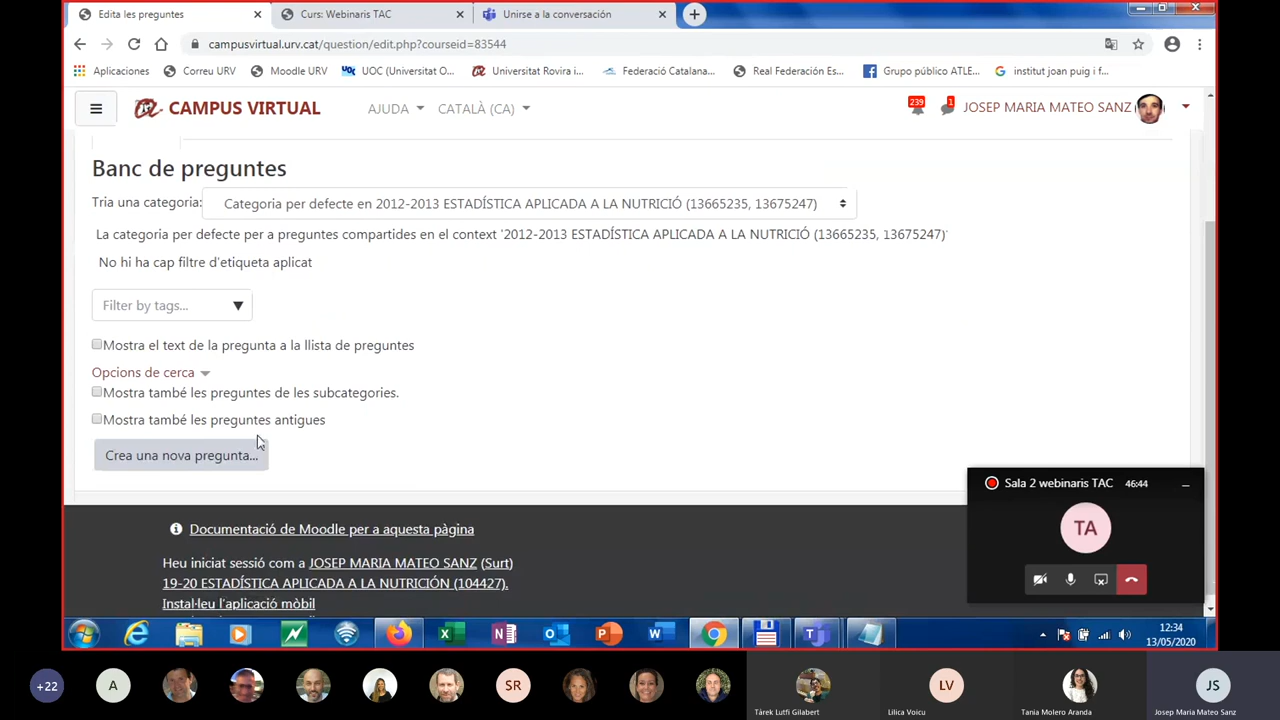 Edita les preguntes
Curs: Webinaris TAC
Unirse a la conversación
campusvirtual.urv.cat/question/edit.php?courseid=83544
Aplicaciones
Correu URV
Moodle URV
UOC (Universitat O...
Universitat Rovira i...
Federació Catalana...
Real Federación Es...
Grupo público ATLE...
institut joan puig i f...
CAMPUS VIRTUAL
AJUDA
CATALÀ (CA)
239
1
JOSEP MARIA MATEO SANZ
Banc de preguntes
Tria una categoria:
Categoria per defecte en 2012-2013 ESTADÍSTICA APLICADA A LA NUTRICIÓ (13665235, 13675247)
La categoria per defecte per a preguntes compartides en el context '2012-2013 ESTADÍSTICA APLICADA A LA NUTRICIÓ (13665235, 13675247)'
No hi ha cap filtre d'etiqueta aplicat
Filter by tags...
Mostra el text de la pregunta a la llista de preguntes
Opcions de cerca
Mostra també les preguntes de les subcategories.
Mostra també les preguntes antigues
Crea una nova pregunta...
Sala 2 webinaris TAC
46:44
TA
Documentació de Moodle per a aquesta pàgina
Heu iniciat sessió com a JOSEP MARIA MATEO SANZ (Surt)
19-20 ESTADÍSTICA APLICADA A LA NUTRICIÓN (104427).
Instal·leu l'aplicació mòbil
12:34
13/05/2020
+22
A
SR
LV
JS
Tárek Lutfi Gilabert
Lilica Voicu
Tania Molero Aranda
Josep Maria Mateo Sanz